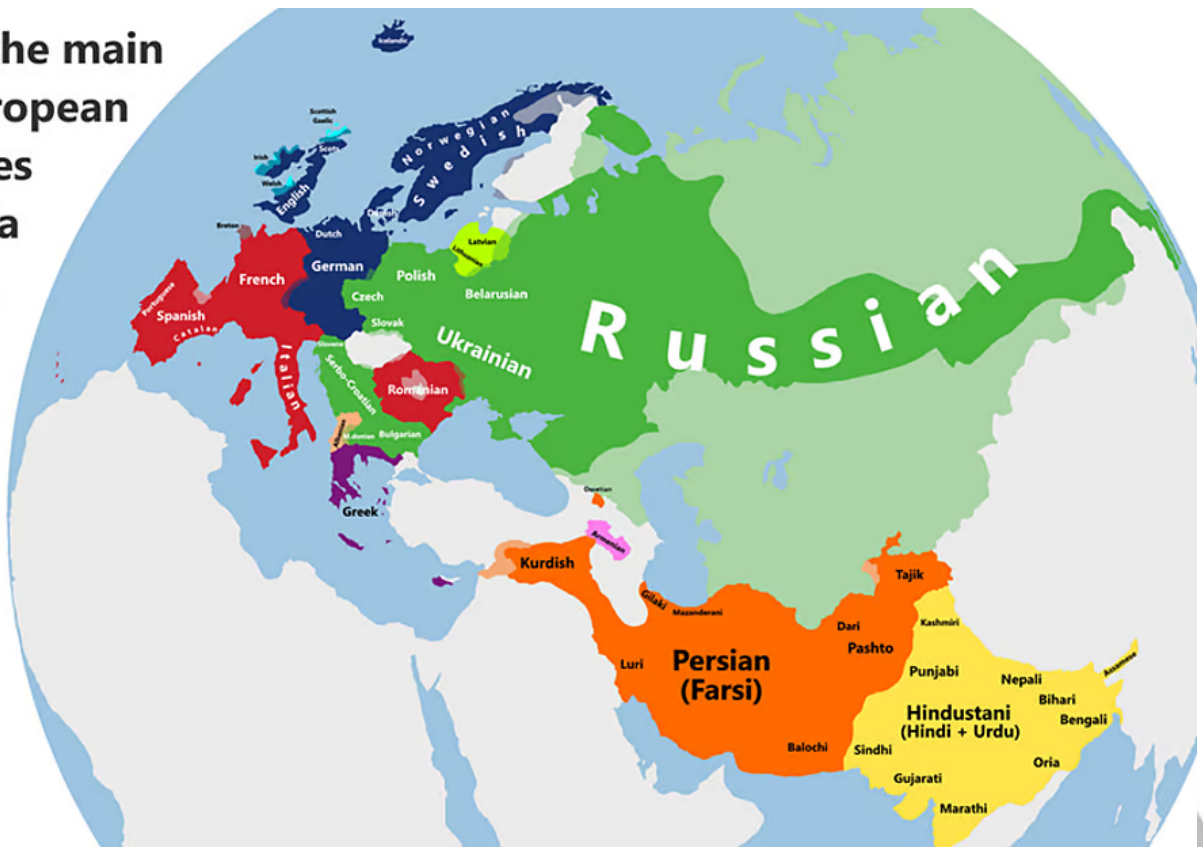 he main
ropean
es
a
Icelandic
Scottish
Gaelic
Scots
Irish
Welsh
English
Norwegian
Swedish
Danish
Breton
Dutch
German
Latvian
Lithuanian
French
Polish
Czech
Belarusian
Portuguese
Spanish
Catalan
Slovak
Ukrainian
Russian
Slovene
Serbo-Croatian
Italian
Romanian
Bulgarian
Greek
Ossetian
Armenian
Kurdish
Gilaki
Mazanderani
Tajik
Dari
Pashto
Luri
Persian
(Farsi)
Balochi
Kashmiri
Punjabi
Nepali
Assamese
Bihari
Bengali
Hindustani
(Hindi + Urdu)
Sindhi
Oria
Gujarati
Marathi